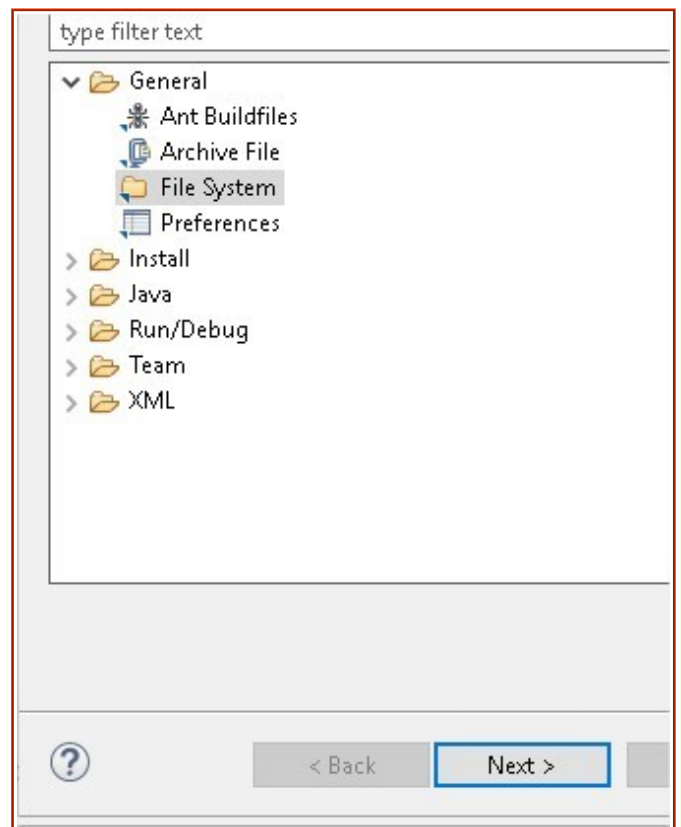 type filter text
General
Ant Buildfiles
Archive File
File System
Preferences
Install
Java
Run/Debug
Team
XML
?
< Back
Next >